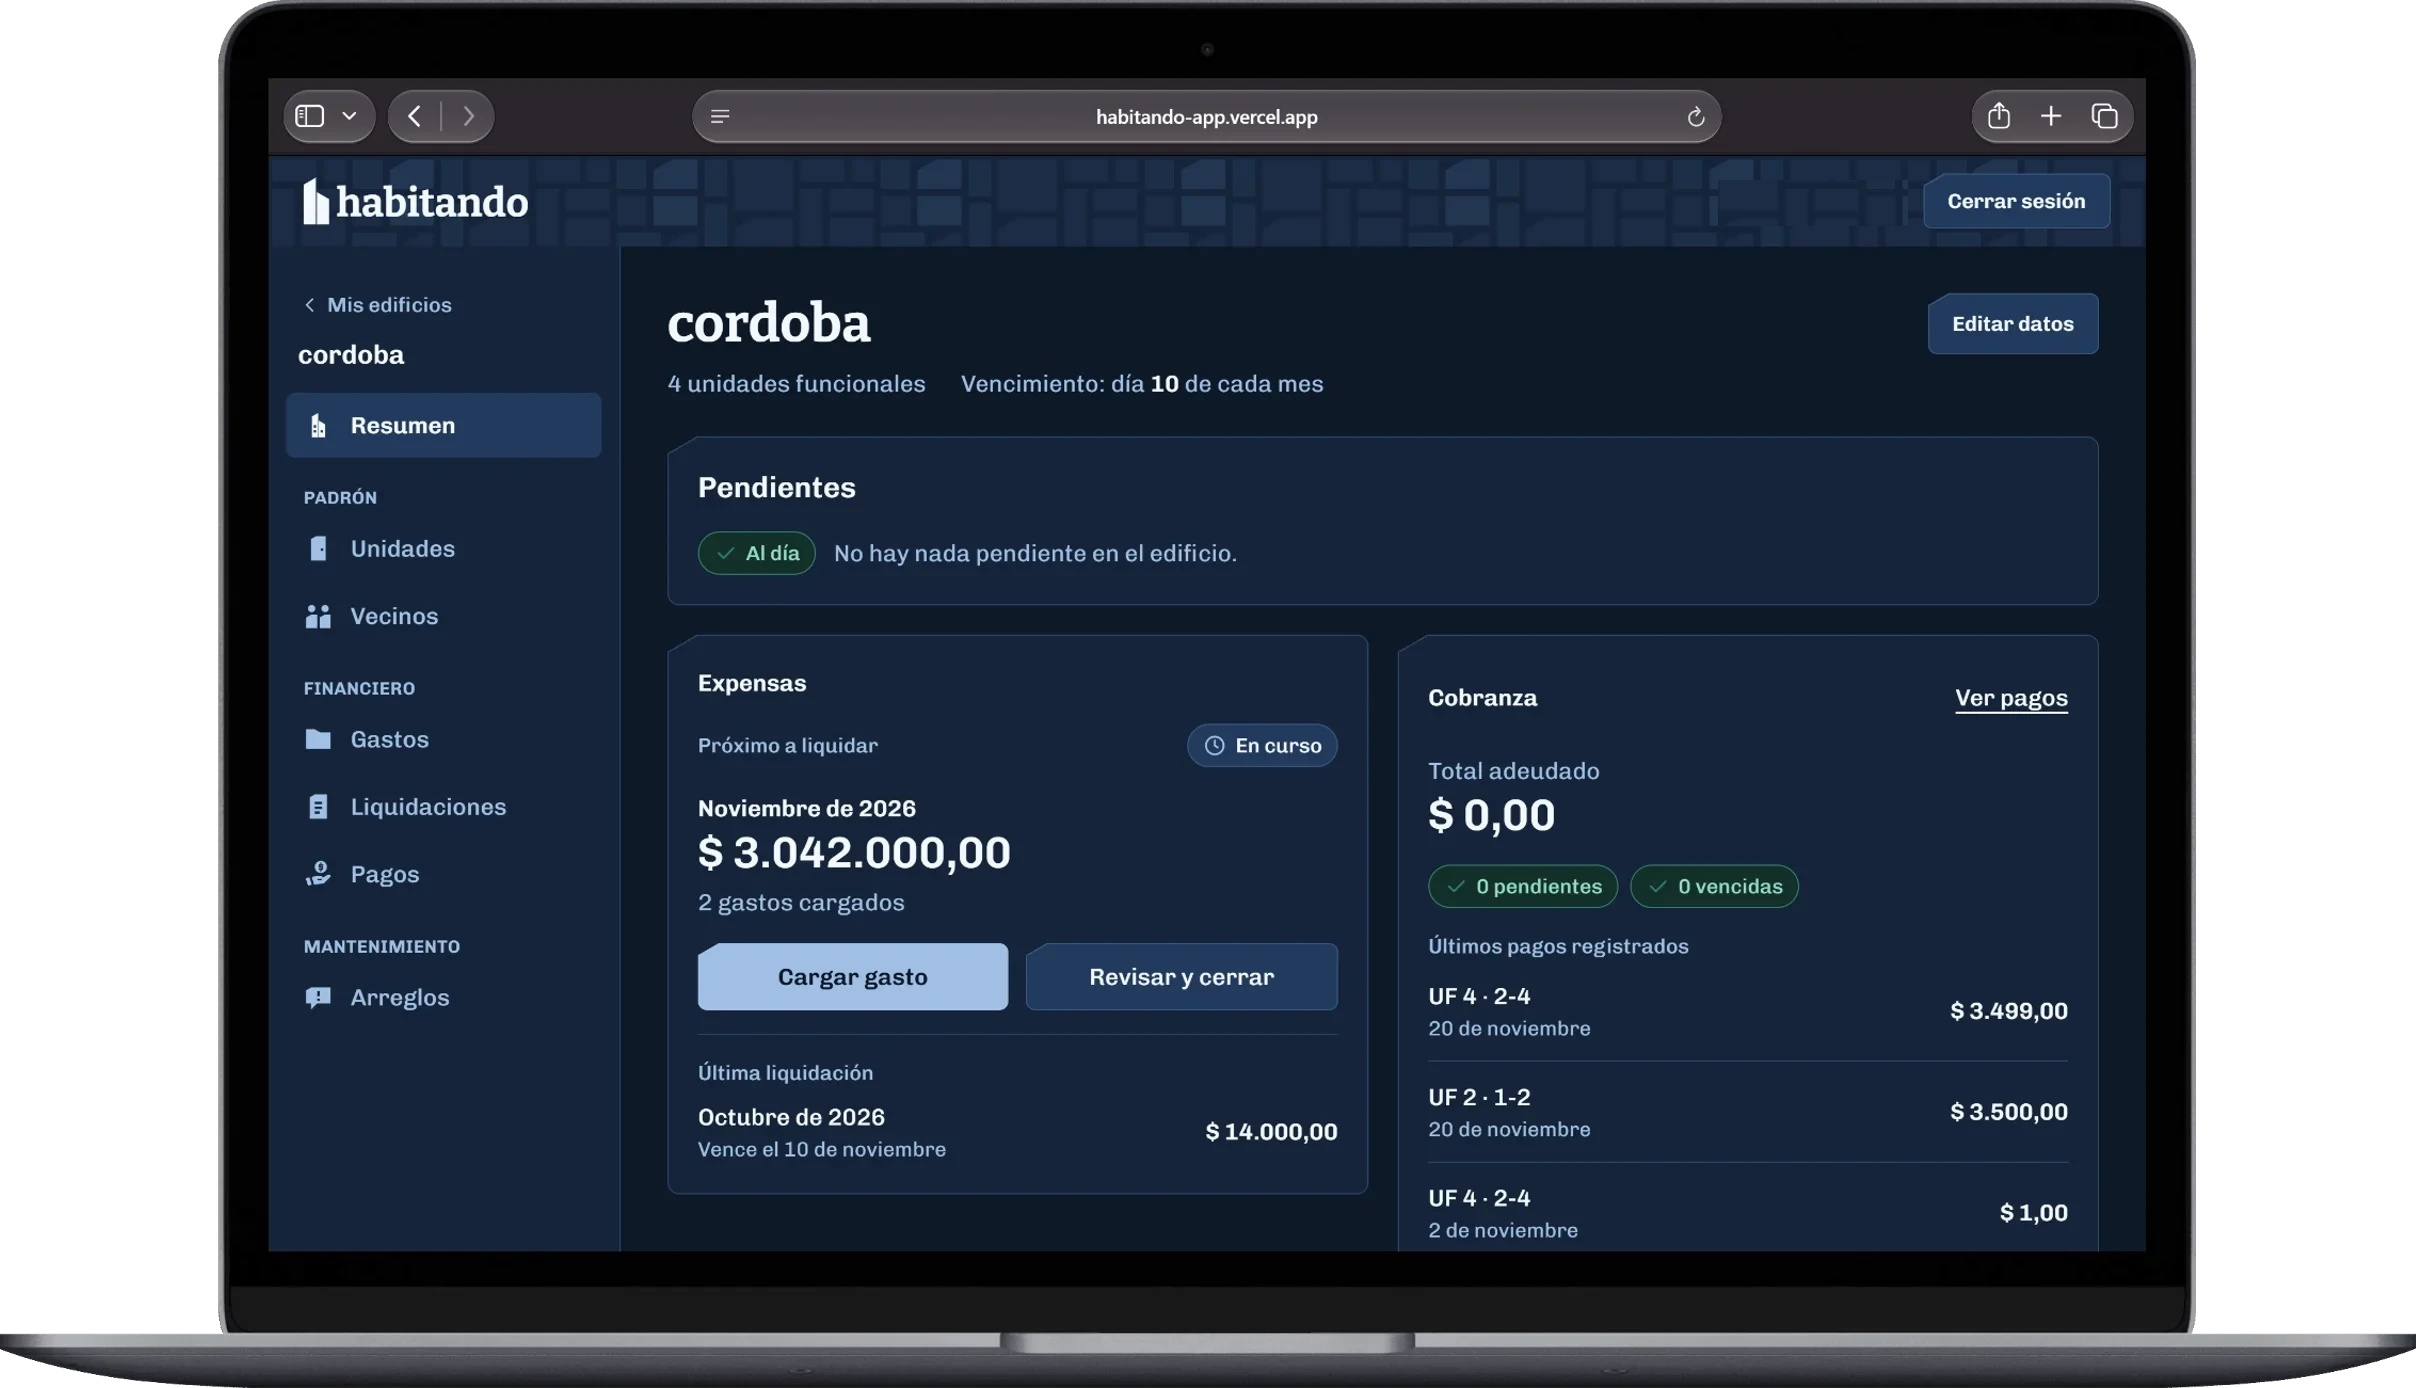 habitando-app.vercel.app
habitando
Cerrar sesión
Mis edificios
cordoba
Resumen
PADRÓN
Unidades
Vecinos
FINANCIERO
Gastos
Liquidaciones
Pagos
MANTENIMIENTO
Arreglos
cordoba
Editar datos
4 unidades funcionales Vencimiento: día 10 de cada mes
Pendientes
Al día No hay nada pendiente en el edificio.
Expensas
Próximo a liquidar En curso
Noviembre de 2026
$ 3.042.000,00
2 gastos cargados
Cargar gasto Revisar y cerrar
Última liquidación
Octubre de 2026
$ 14.000,00
Vence el 10 de noviembre
Cobranza Ver pagos
Total adeudado
$ 0,00
0 pendientes 0 vencidas
Últimos pagos registrados
UF 4 · 2-4
$ 3.499,00
20 de noviembre
UF 2 · 1-2
$ 3.500,00
20 de noviembre
UF 4 · 2-4
$ 1,00
2 de noviembre